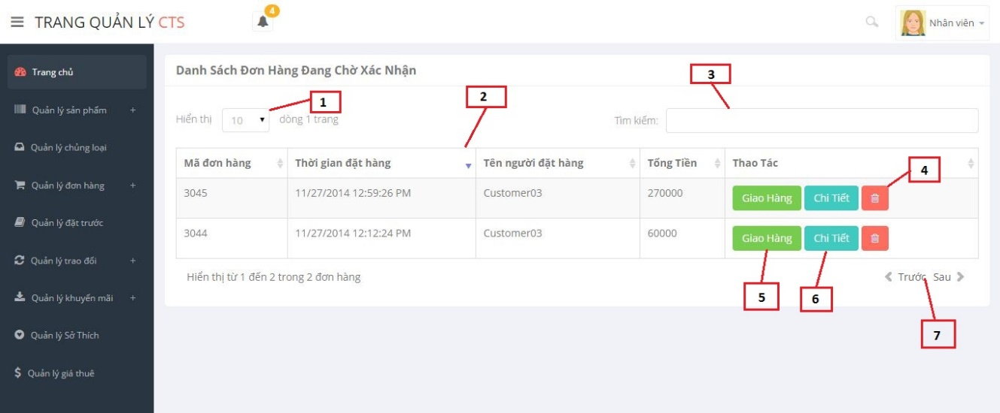 TRANG QUẢN LÝ CTS
4
Nhân viên
Trang chủ
Quản lý sản phẩm +
Quản lý chủng loại
Quản lý đơn hàng +
Quản lý đặt trước
Quản lý trao đổi +
Quản lý khuyến mãi +
Quản lý Sở Thích
$ Quản lý giá thuê
Danh Sách Đơn Hàng Đang Chờ Xác Nhận
3
1
2
Hiển thị 10 dòng 1 trang
Tìm kiếm:
Mã đơn hàng Thời gian đặt hàng Tên người đặt hàng Tổng Tiền Thao Tác
4
3045 11/27/2014 12:59:26 PM Customer03 270000 Giao Hàng Chi Tiết
3044 11/27/2014 12:12:24 PM Customer03 60000 Giao Hàng Chi Tiết
Hiển thị từ 1 đến 2 trong 2 đơn hàng
Trước Sau
5
6
7